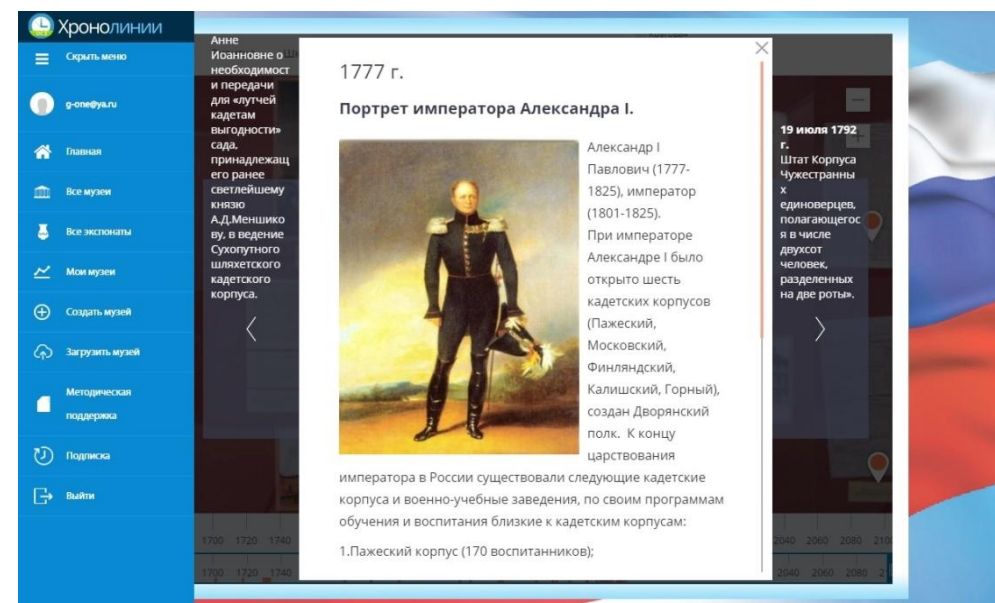 Хронолинии
Скрыть меню
g-one@ya.ru
Главная
Все музеи
Все экспонаты
Мои музеи
Создать музей
Загрузить музей
Методическая
поддержка
Подписка
Выйти
Анне
Иоанновне о
необходимост
и передачи
для «лутчей
кадетам
выгодности»
сада,
принадлежащ
его ранее
светлейшему
князю
А.Д.Меншико
ву, в ведение
Сухопутного
шляхетского
кадетского
корпуса.
1777 г.
Портрет императора Александра I.
Александр I
Павлович (1777-
1825), император
(1801-1825).
При императоре
Александре I было
открыто шесть
кадетских корпусов
(Пажеский,
Московский,
Финляндский,
Калишский, Горный),
создан Дворянский
полк. К концу
царствования
императора в России существовали следующие кадетские
корпуса и военно-учебные заведения, по своим программам
обучения и воспитания близкие к кадетским корпусам:
1.Пажеский корпус (170 воспитанников);
19 июля 1792
г.
Штат Корпуса
Чужестранны
х
единоверцев,
полагающегос
я в числе
двухсот
человек,
разделенных
на две роты».
1700 1720 1740
2040 2060 2080 2100
1700 1720 1740
2040 2060 2080